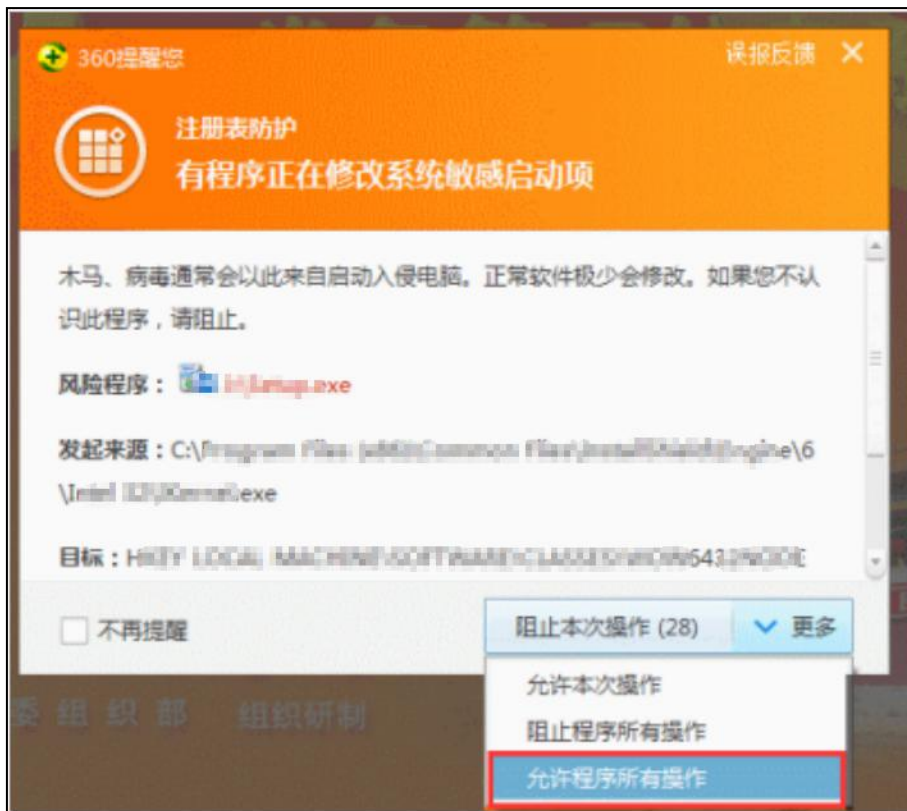 360提醒您
误报反馈
注册表防护
有程序正在修改系统敏感启动项
木马、病毒通常会以此来自启动入侵电脑。正常软件极少会修改。如果您不认
识此程序，请阻止。
风险程序：
发起来源：C:\
目标：
不再提醒
阻止本次操作 (28)
更多
允许本次操作
阻止程序所有操作
允许程序所有操作
委 组 织 部 组织研制